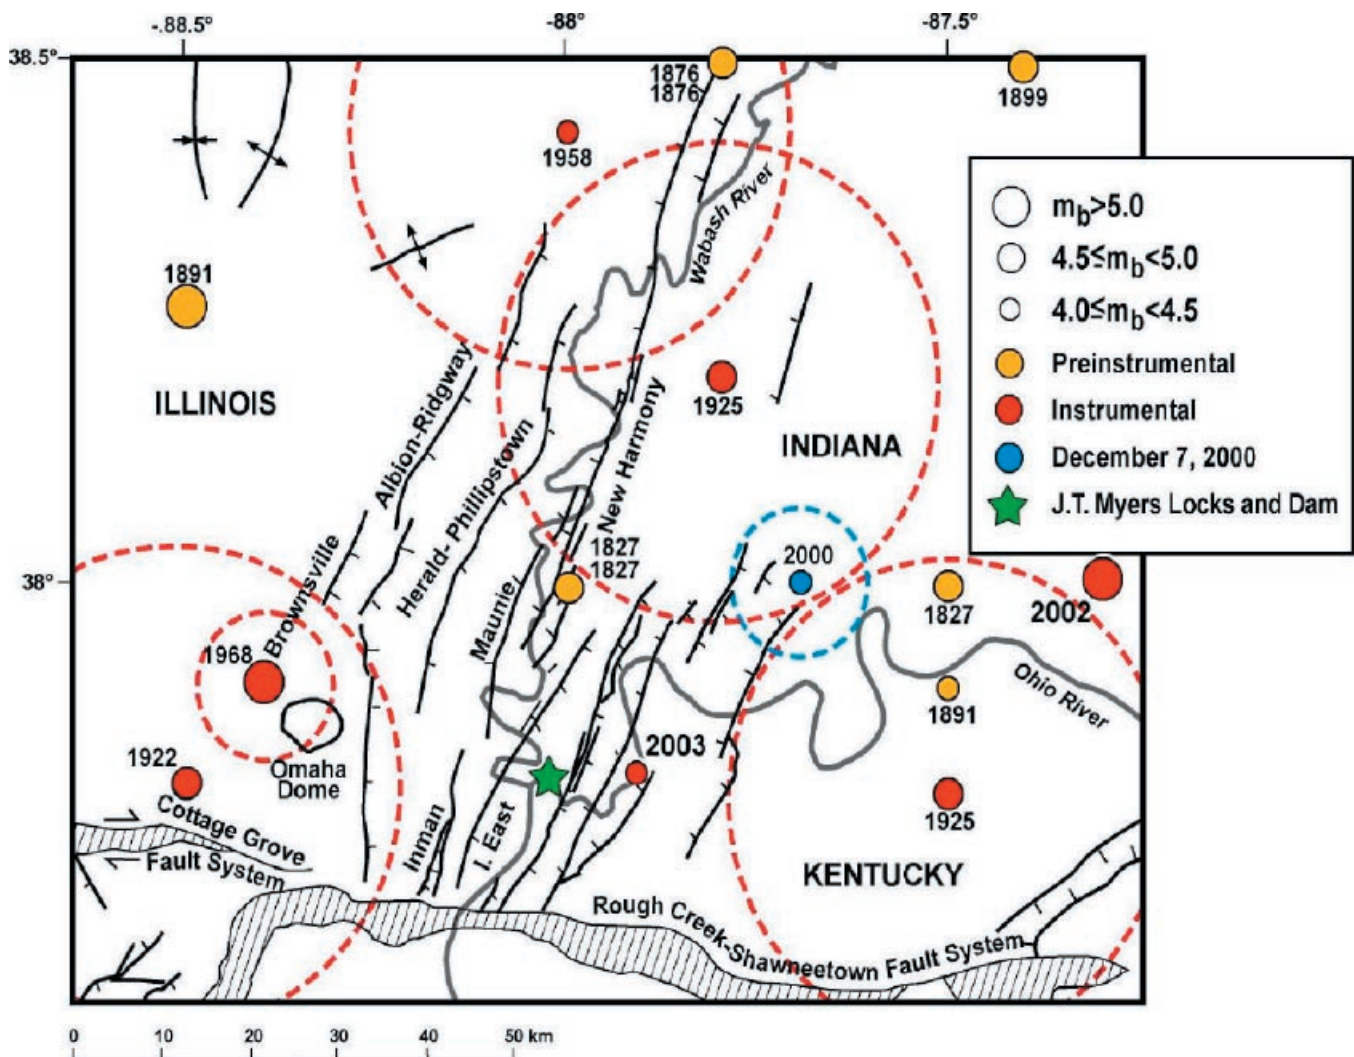 -.88.5°
-88°
-87.5°
38.5°
1876
1876
1899
1958
Wabash River
m_b>5.0
4.5≤m_b<5.0
4.0≤m_b<4.5
Preinstrumental
Instrumental
December 7, 2000
J.T. Myers Locks and Dam
1891
ILLINOIS
Albion-Ridgway
1925
INDIANA
Herald- Phillipstown
New Harmony
1827
1827
2000
38°
Brownsville
Maunie
1827
2002
1968
1891
Ohio River
2003
1922
Omaha
Dome
1925
Cottage Grove
Fault System
Inman
I. East
KENTUCKY
Rough Creek-Shawneetown Fault System
0
10
20
30
40
50 km